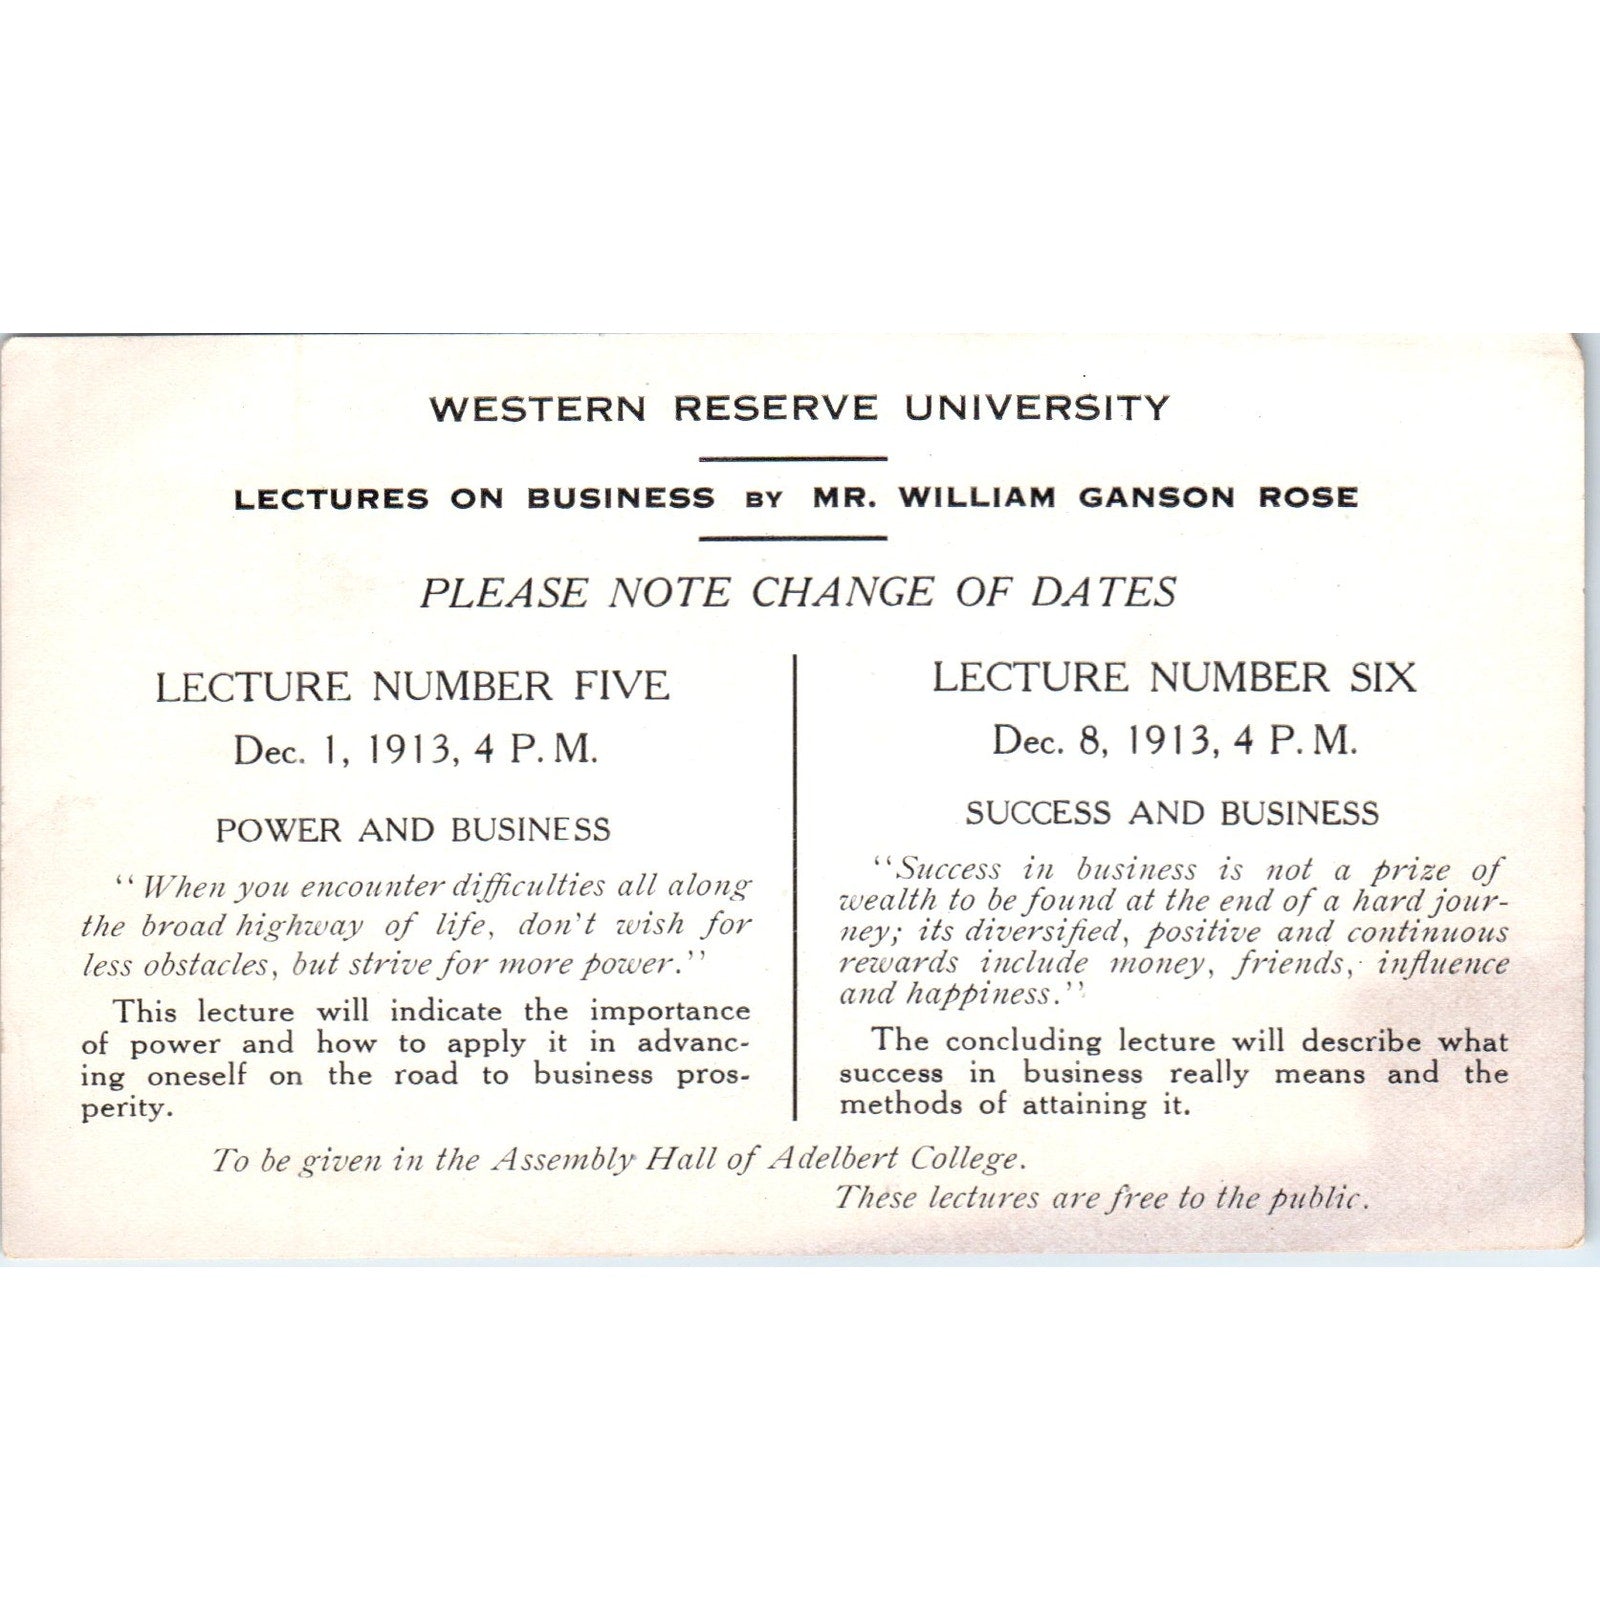 WESTERN RESERVE UNIVERSITY
LECTURES ON BUSINESS BY MR. WILLIAM GANSON ROSE
PLEASE NOTE CHANGE OF DATES
LECTURE NUMBER FIVE
Dec. 1, 1913, 4 P. M.
POWER AND BUSINESS
"When you encounter difficulties all along
the broad highway of life, don't wish for
less obstacles, but strive for more power."
This lecture will indicate the importance
of power and how to apply it in advanc-
ing oneself on the road to business pros-
perity.
LECTURE NUMBER SIX
Dec. 8, 1913, 4 P. M.
SUCCESS AND BUSINESS
"Success in business is not a prize of
wealth to be found at the end of a hard jour-
ney; its diversified, positive and continuous
rewards include money, friends, influence
and happiness."
The concluding lecture will describe what
success in business really means and the
methods of attaining it.
To be given in the Assembly Hall of Adelbert College.
These lectures are free to the public.